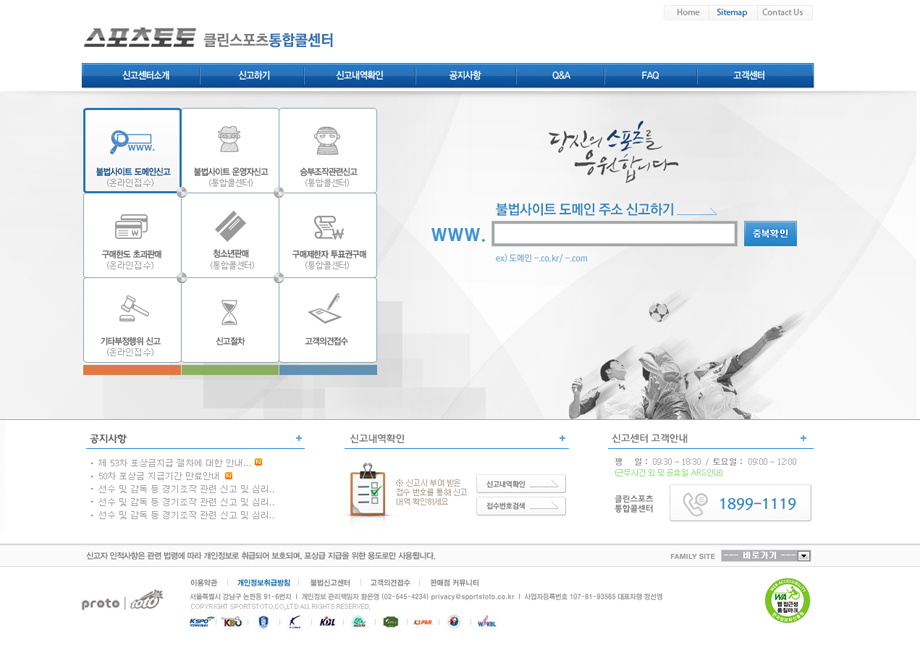 Home Sitemap Contact Us
스포츠토토 클린스포츠통합콜센터
신고센터소개 신고하기 신고내역확인 공지사항 Q&A FAQ 고객센터
WWW.
불법사이트 도메인신고
(온라인접수)
불법사이트 운영자신고
(통합콜센터)
승부조작관련신고
(통합콜센터)
구매한도 초과판매
(온라인접수)
청소년판매
(통합콜센터)
구매제한자 투표권구매
(통합콜센터)
기타부정행위 신고
(온라인접수)
신고절차
고객의견접수
당신의 스포츠를
응원합니다
불법사이트 도메인 주소 신고하기
WWW.
중복확인
ex) 도메인 -.co.kr/ -.com
공지사항 +
· 제 53차 포상금지급 절차에 대한 안내... N
· 50차 포상금 지급기간 만료안내 N
· 선수 및 감독 등 경기조작 관련 신고 및 심리..
· 선수 및 감독 등 경기조작 관련 신고 및 심리..
· 선수 및 감독 등 경기조작 관련 신고 및 심리..
신고내역확인 +
※ 신고시 부여 받은
접수 번호를 통해 신고
내역 확인하세요
신고내역확인
접수번호검색
신고센터 고객안내 +
평 일 : 09:30 ~ 18:30 / 토요일 : 09:00 ~ 12:00
(근무시간 외 및 공휴일 ARS안내)
클린스포츠
통합콜센터
1899-1119
신고자 인적사항은 관련 법령에 따라 개인정보로 취급되어 보호되며, 포상금 지급을 위한 용도로만 사용됩니다.
FAMILY SITE --- 바로가기 ---
이용약관 개인정보보취급방침 불법신고센터 고객의견접수 판매점 커뮤니티
proto TOTO
서울특별시 강남구 논현동 91-6번지 I 개인정보 관리책임자 황은영 (02-545-4234) privacy@sportstoto.co.kr I 사업자등록번호 107-81-93565 대표자명 정선영
COPYRIGHT SPORTSTOTO.CO.,LTD ALL RIGHTS RESERVED,
KSPO KBO KBL WKBL
WA
웹 접근성
품질마크